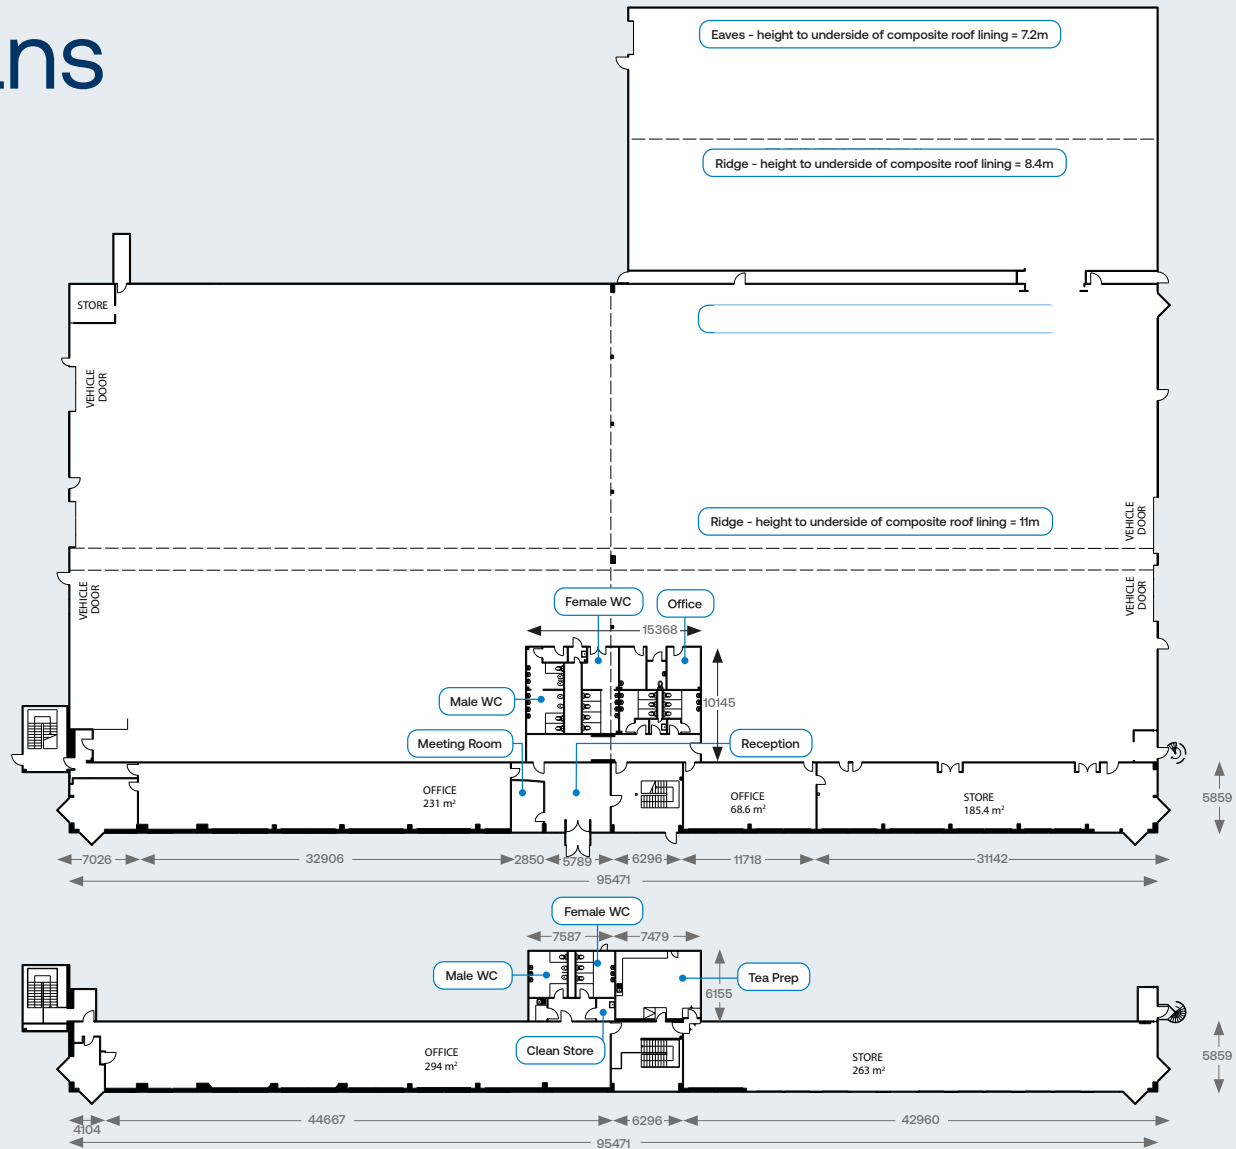 ans
Eaves - height to underside of composite roof lining = 7.2m
Ridge - height to underside of composite roof lining = 8.4m
STORE
VEHICLE
DOOR
Ridge - height to underside of composite roof lining = 11m
VEHICLE
DOOR
VEHICLE
DOOR
VEHICLE
DOOR
Female WC
Office
15368
Male WC
10145
Meeting Room
Reception
OFFICE
231 m²
OFFICE
68.6 m²
STORE
185.4 m²
5859
7026
32906
2850
5789
6296
11718
31142
95471
Female WC
7587
7479
Male WC
Tea Prep
6155
Clean Store
OFFICE
294 m²
STORE
263 m²
5859
4104
44667
6296
42960
95471